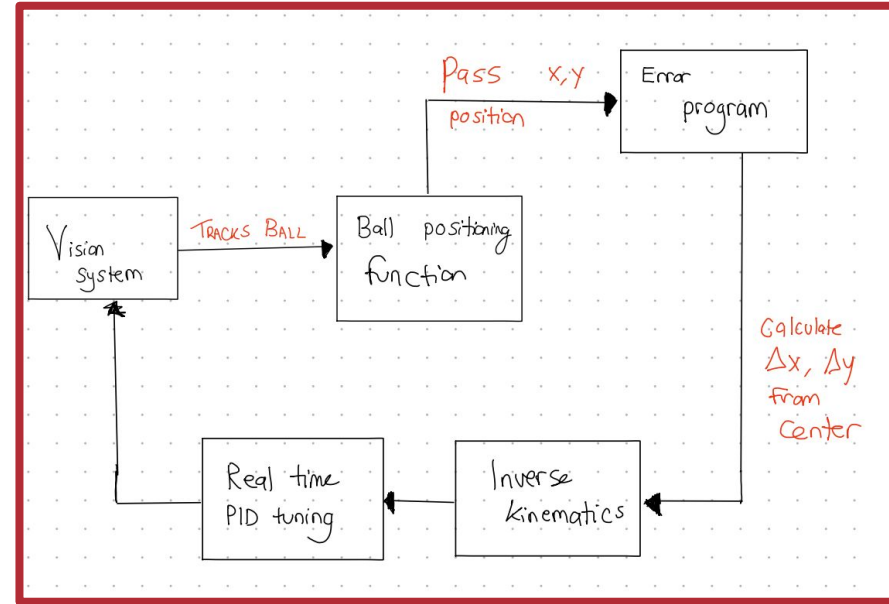 Vision
System
TRACKS BALL
Ball positioning
function
Pass x,y
position
Error
program
Calculate
Δx, Δy
from
center
Inverse
kinematics
Real time
PID tuning